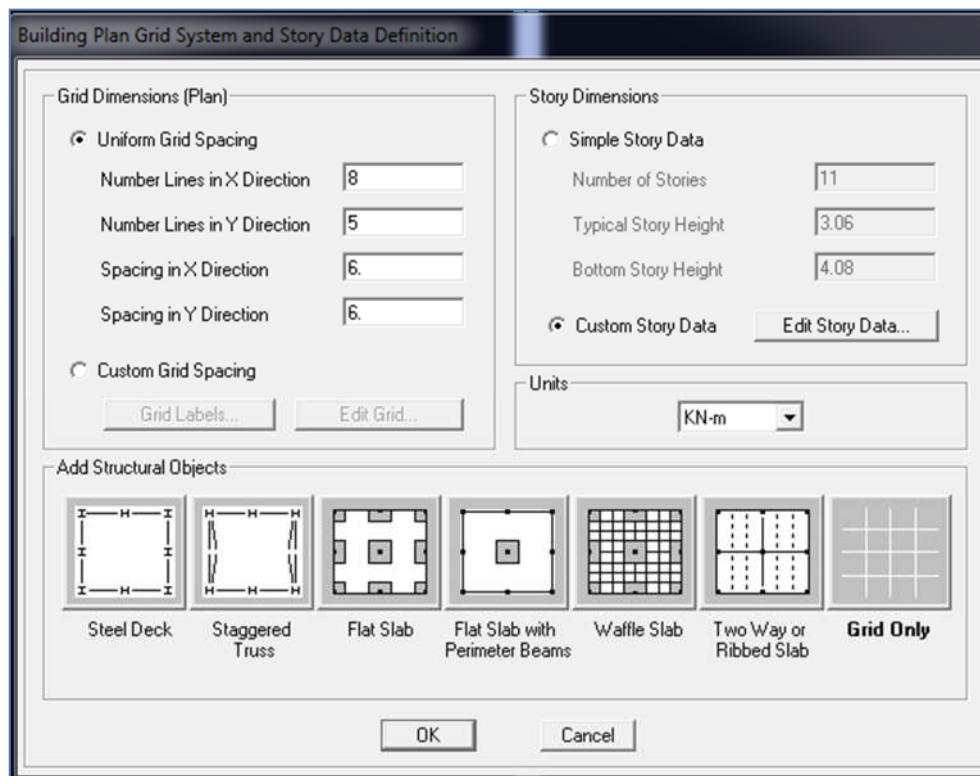 Building Plan Grid System and Story Data Definition
Grid Dimensions (Plan)
Uniform Grid Spacing
Number Lines in X Direction
8
Number Lines in Y Direction
5
Spacing in X Direction
6.
Spacing in Y Direction
6.
Custom Grid Spacing
Grid Labels...
Edit Grid...
Story Dimensions
Simple Story Data
Number of Stories
11
Typical Story Height
3.06
Bottom Story Height
4.08
Custom Story Data
Edit Story Data...
Units
KN-m
Add Structural Objects
Steel Deck
Staggered
Truss
Flat Slab
Flat Slab with
Perimeter Beams
Waffle Slab
Two Way or
Ribbed Slab
Grid Only
OK
Cancel